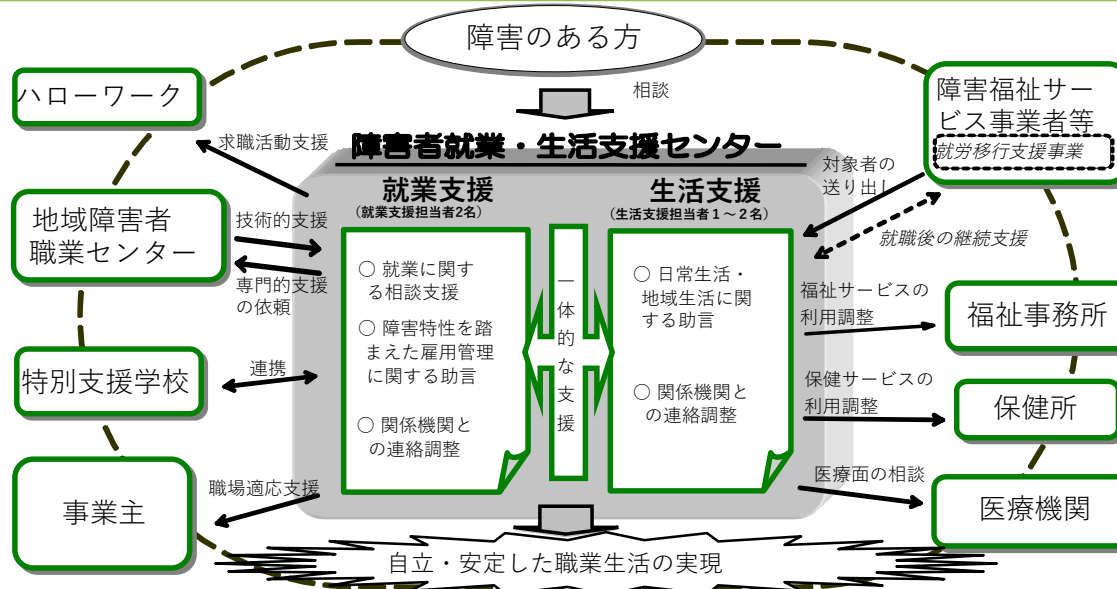 障害のある方
相談
ハローワーク
求職活動支援
地域障害者
職業センター
技術的支援
専門的支援
の依頼
特別支援学校
連携
事業主
職場適応支援
障害者就業・生活支援センター
就業支援
(就業支援担当者2名)
○ 就業に関す
る相談支援
○ 障害特性を踏
まえた雇用管理
に関する助言
○ 関係機関と
の連絡調整
一体的な支援
生活支援
(生活支援担当者1～2名)
○ 日常生活・
地域生活に関
する助言
○ 関係機関と
の連絡調整
障害福祉サー
ビス事業者等
就労移行支援事業
対象者の
送り出し
就職後の継続支援
福祉サービスの
利用調整
福祉事務所
保健サービスの
利用調整
保健所
医療面の相談
医療機関
自立・安定した職業生活の実現